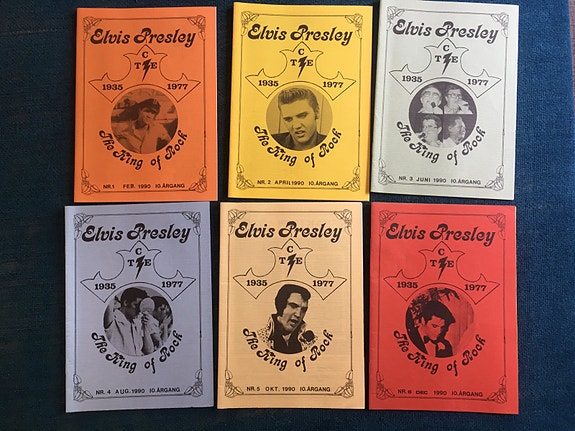 Elvis Presley
C
T E
1935 1977
The King of Rock
NR.1 FEB. 1990 10.ÅRGANG
Elvis Presley
C
T E
1935 1977
The King of Rock
NR. 2 APRIL 1990 10.ÅRGANG
Elvis Presley
C
T E
1935 1977
The King of Rock
NR. 3 JUNI 1990 10.ÅRGANG
Elvis Presley
C
T E
1935 1977
The King of Rock
NR. 4 AUG. 1990 10.ÅRGANG
Elvis Presley
C
T E
1935 1977
The King of Rock
NR. 5 OKT. 1990 10.ÅRGANG
Elvis Presley
C
T E
1935 1977
The King of Rock
NR. 6 DEC 1990 10.ÅRGANG